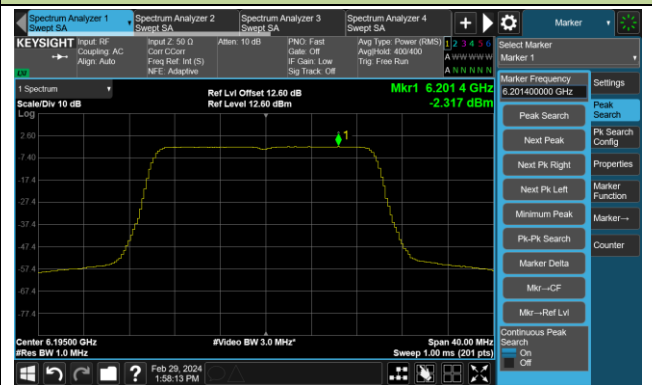 Spectrum Analyzer 1
Swept SA
Spectrum Analyzer 2
Swept SA
Spectrum Analyzer 3
Swept SA
Spectrum Analyzer 4
Swept SA
+
Marker
KEYSIGHT
Input: RF
Coupling: AC
Align: Auto
Input Z: 50 Ω
Corr CCorr
Freq Ref: Int (S)
NFE: Adaptive
Atten: 10 dB
PNO: Fast
Gate: Off
IF Gain: Low
Sig Track: Off
Avg Type: Power (RMS)
Avg|Hold: 400/400
Trig: Free Run
1 2 3 4 5 6
A W W W W W
A N N N N N
LXI
1 Spectrum
Scale/Div 10 dB
Log
Ref Lvl Offset 12.60 dB
Ref Level 12.60 dBm
Mkr1 6.201 4 GHz
-2.317 dBm
1
2.60
-7.40
-17.4
-27.4
-37.4
-47.4
-57.4
-67.4
-77.4
Center 6.19500 GHz
#Res BW 1.0 MHz
#Video BW 3.0 MHz*
Span 40.00 MHz
Sweep 1.00 ms (201 pts)
Select Marker
Marker 1
Marker Frequency
6.201400000 GHz
Peak Search
Next Peak
Next Pk Right
Next Pk Left
Minimum Peak
Pk-Pk Search
Marker Delta
Mkr→CF
Mkr→Ref Lvl
Continuous Peak
Search
On
Off
Settings
Peak
Search
Pk Search
Config
Properties
Marker
Function
Marker→
Counter
?
Feb 29, 2024
1:58:13 PM